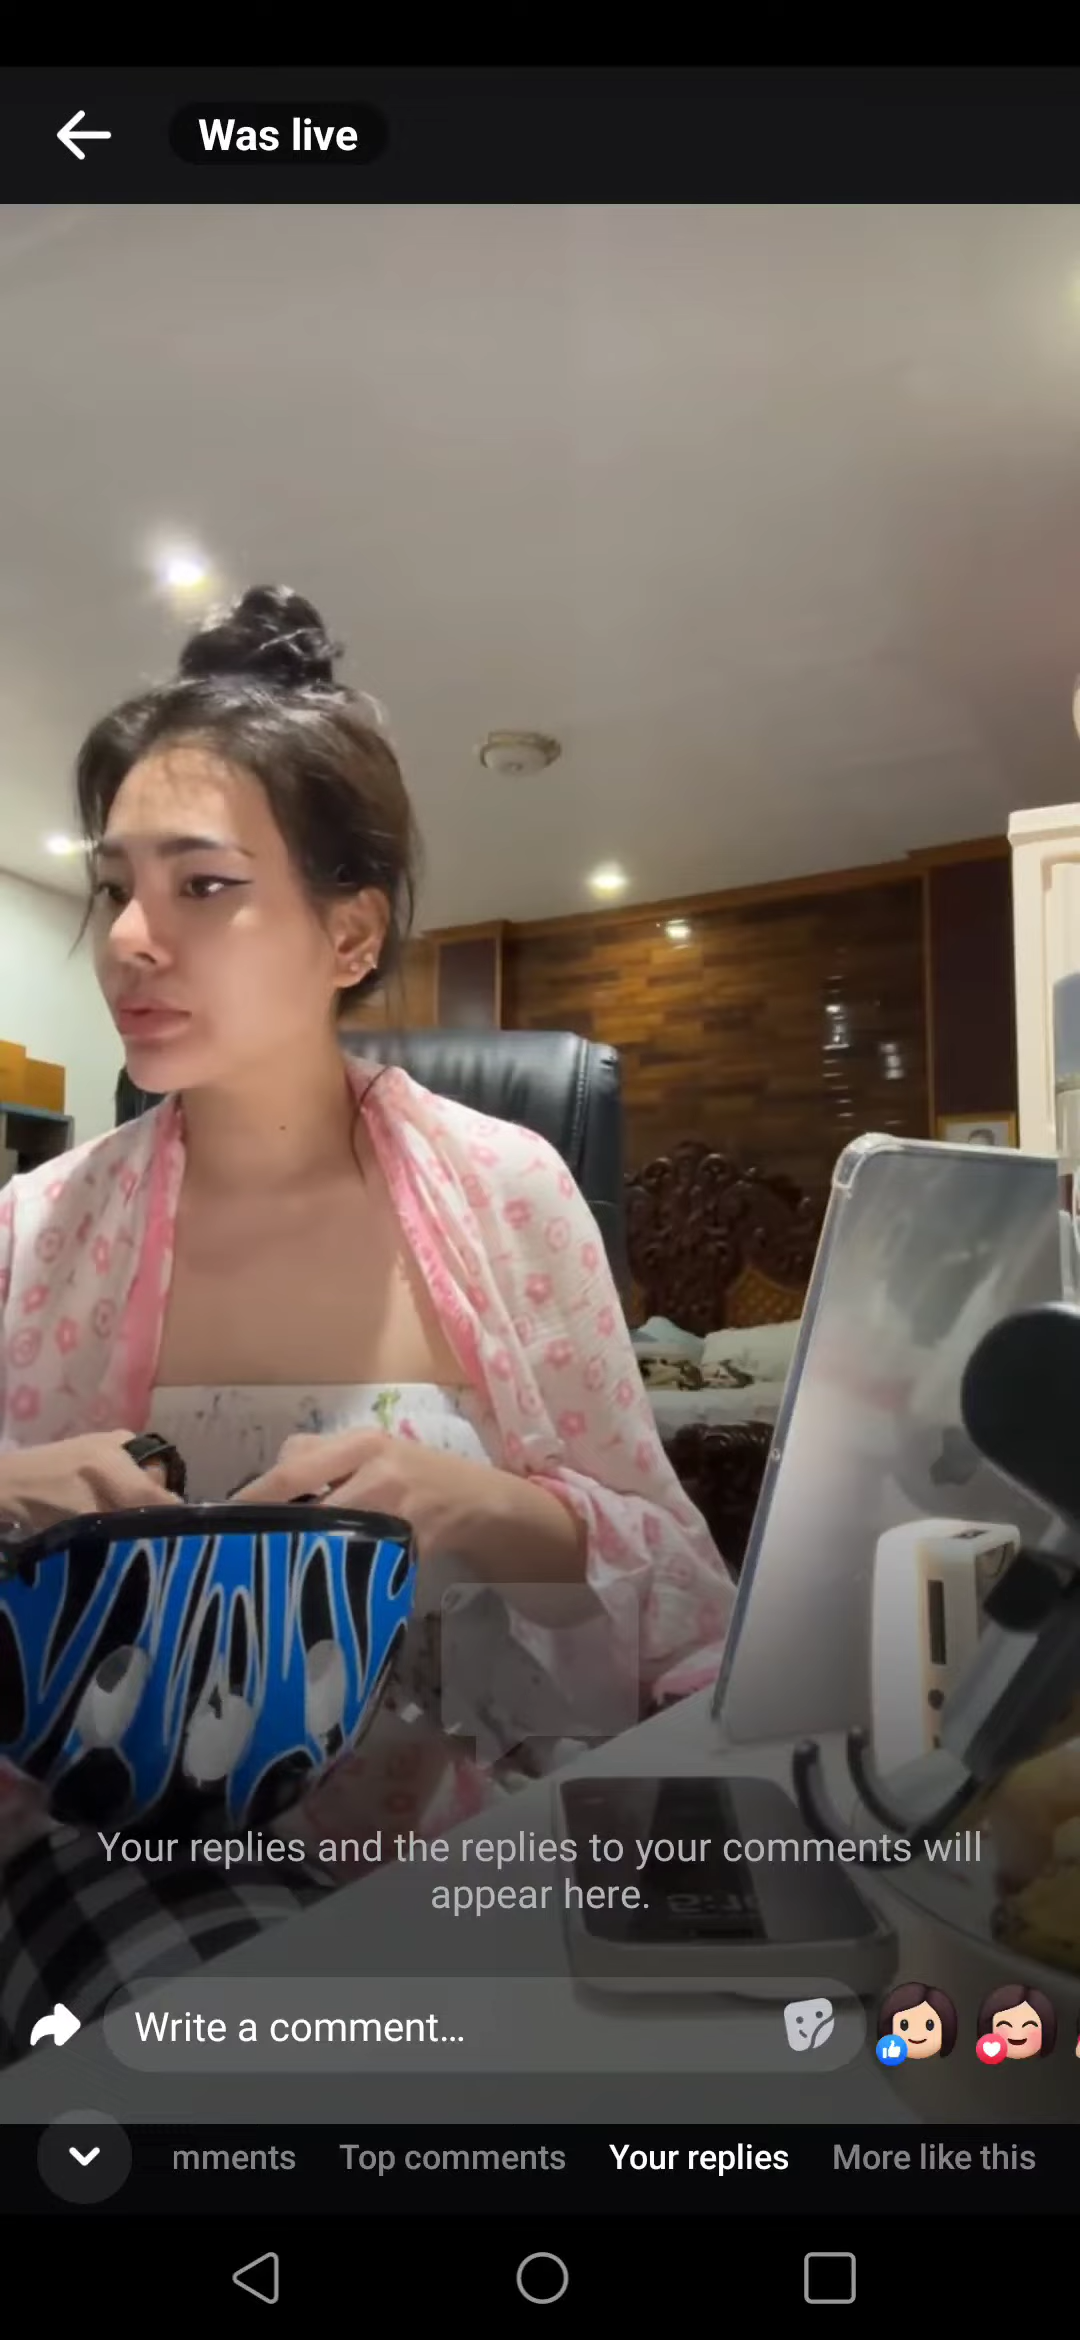 Was live
Your replies and the replies to your comments will
appear here.
Write a comment...
mments
Top comments
Your replies
More like this